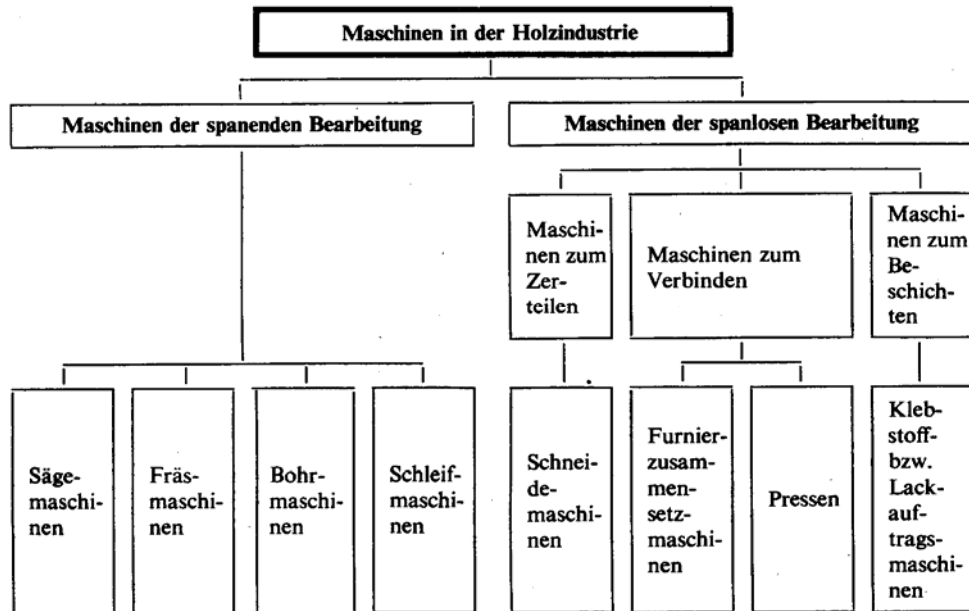 Maschinen in der Holzindustrie
Maschinen der spanenden Bearbeitung
Maschinen der spanlosen Bearbeitung
Maschi-
nen zum
Zer-
teilen
Maschinen zum
Verbinden
Maschi-
nen zum
Be-
schich-
ten
Säge-
maschi-
nen
Fräs-
maschi-
nen
Bohr-
maschi-
nen
Schleif-
maschi-
nen
Schnei-
de-
maschi-
nen
Furnier-
zusam-
men-
setz-
maschi-
nen
Pressen
Kleb-
stoff-
bzw.
Lack-
auf-
trags-
maschi-
nen